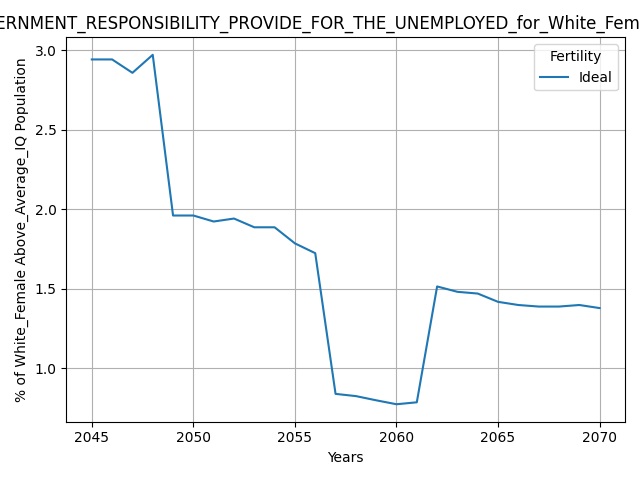 ERNMENT_RESPONSIBILITY_PROVIDE_FOR_THE_UNEMPLOYED_for_White_Fem
3.0
2.5
2.0
1.5
1.0
% of White_Female Above_Average_IQ Population
Fertility
Ideal
2045 2050 2055 2060 2065 2070
Years